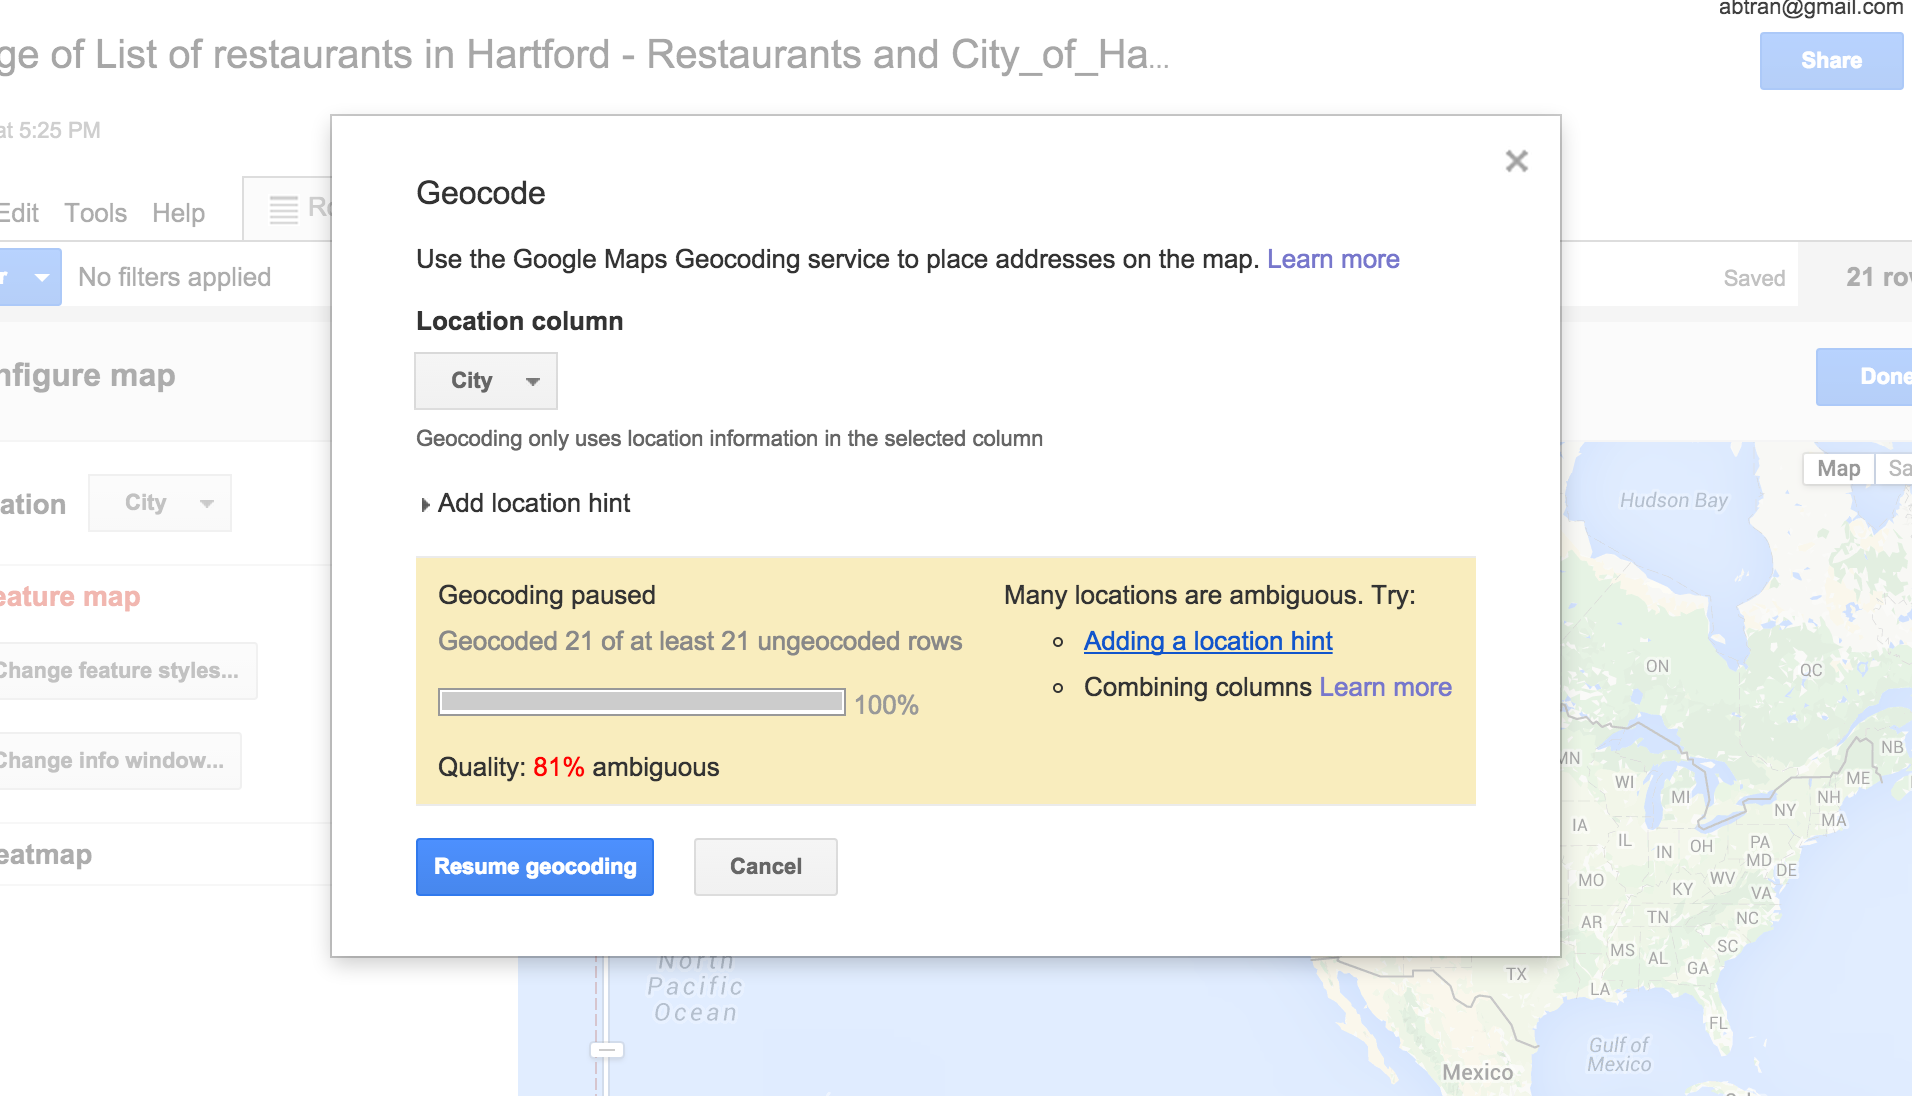 abtran@gmail.com
ge of List of restaurants in Hartford - Restaurants and City_of_Ha...
Share
at 5:25 PM
Edit Tools Help
No filters applied
Saved
21 ro
nfigure map
Done
ation City
eature map
Change feature styles...
Change info window...
eatmap
Geocode
Use the Google Maps Geocoding service to place addresses on the map. Learn more
Location column
City
Geocoding only uses location information in the selected column
Add location hint
Geocoding paused
Geocoded 21 of at least 21 ungeocoded rows
100%
Quality: 81% ambiguous
Many locations are ambiguous. Try:
Adding a location hint
Combining columns Learn more
Resume geocoding
Cancel
Map Sa
Hudson Bay
ON
QC
MN
NB
WI
ME
MI
NH
NY
MA
IA
IL
PA
IN
OH
MD
DE
MO
WV
KY
VA
AR
TN
NC
MS
SC
AL
GA
TX
LA
FL
North
Pacific
Ocean
Gulf of
Mexico
Mexico